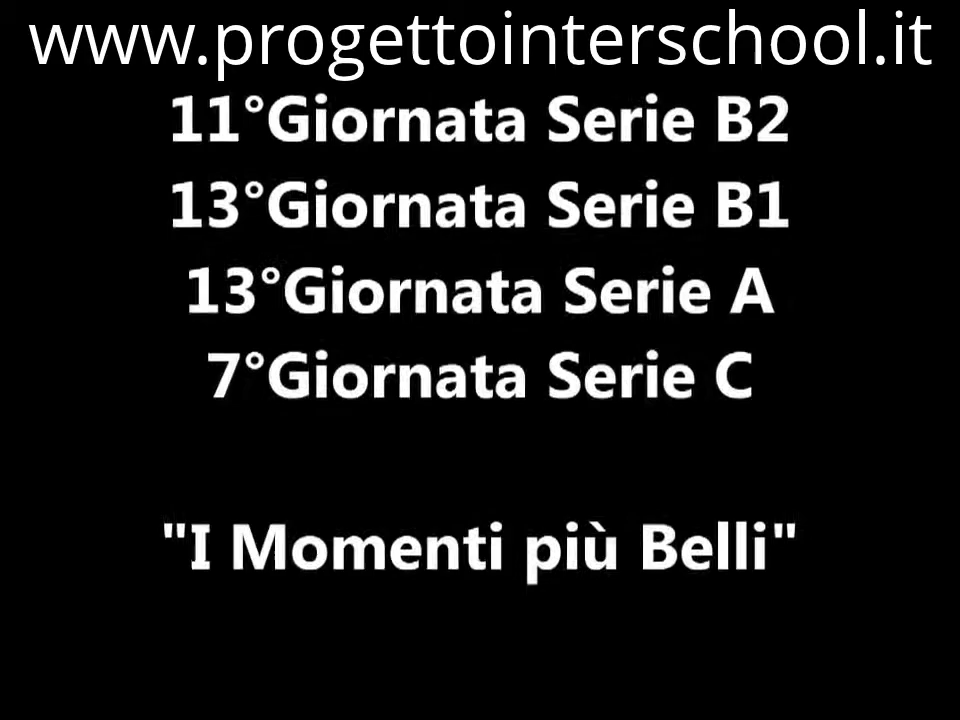 www.progettointerschool.it
11°Giornata Serie B2
13°Giornata Serie B1
13°Giornata Serie A
7°Giornata Serie C
"I Momenti più Belli"